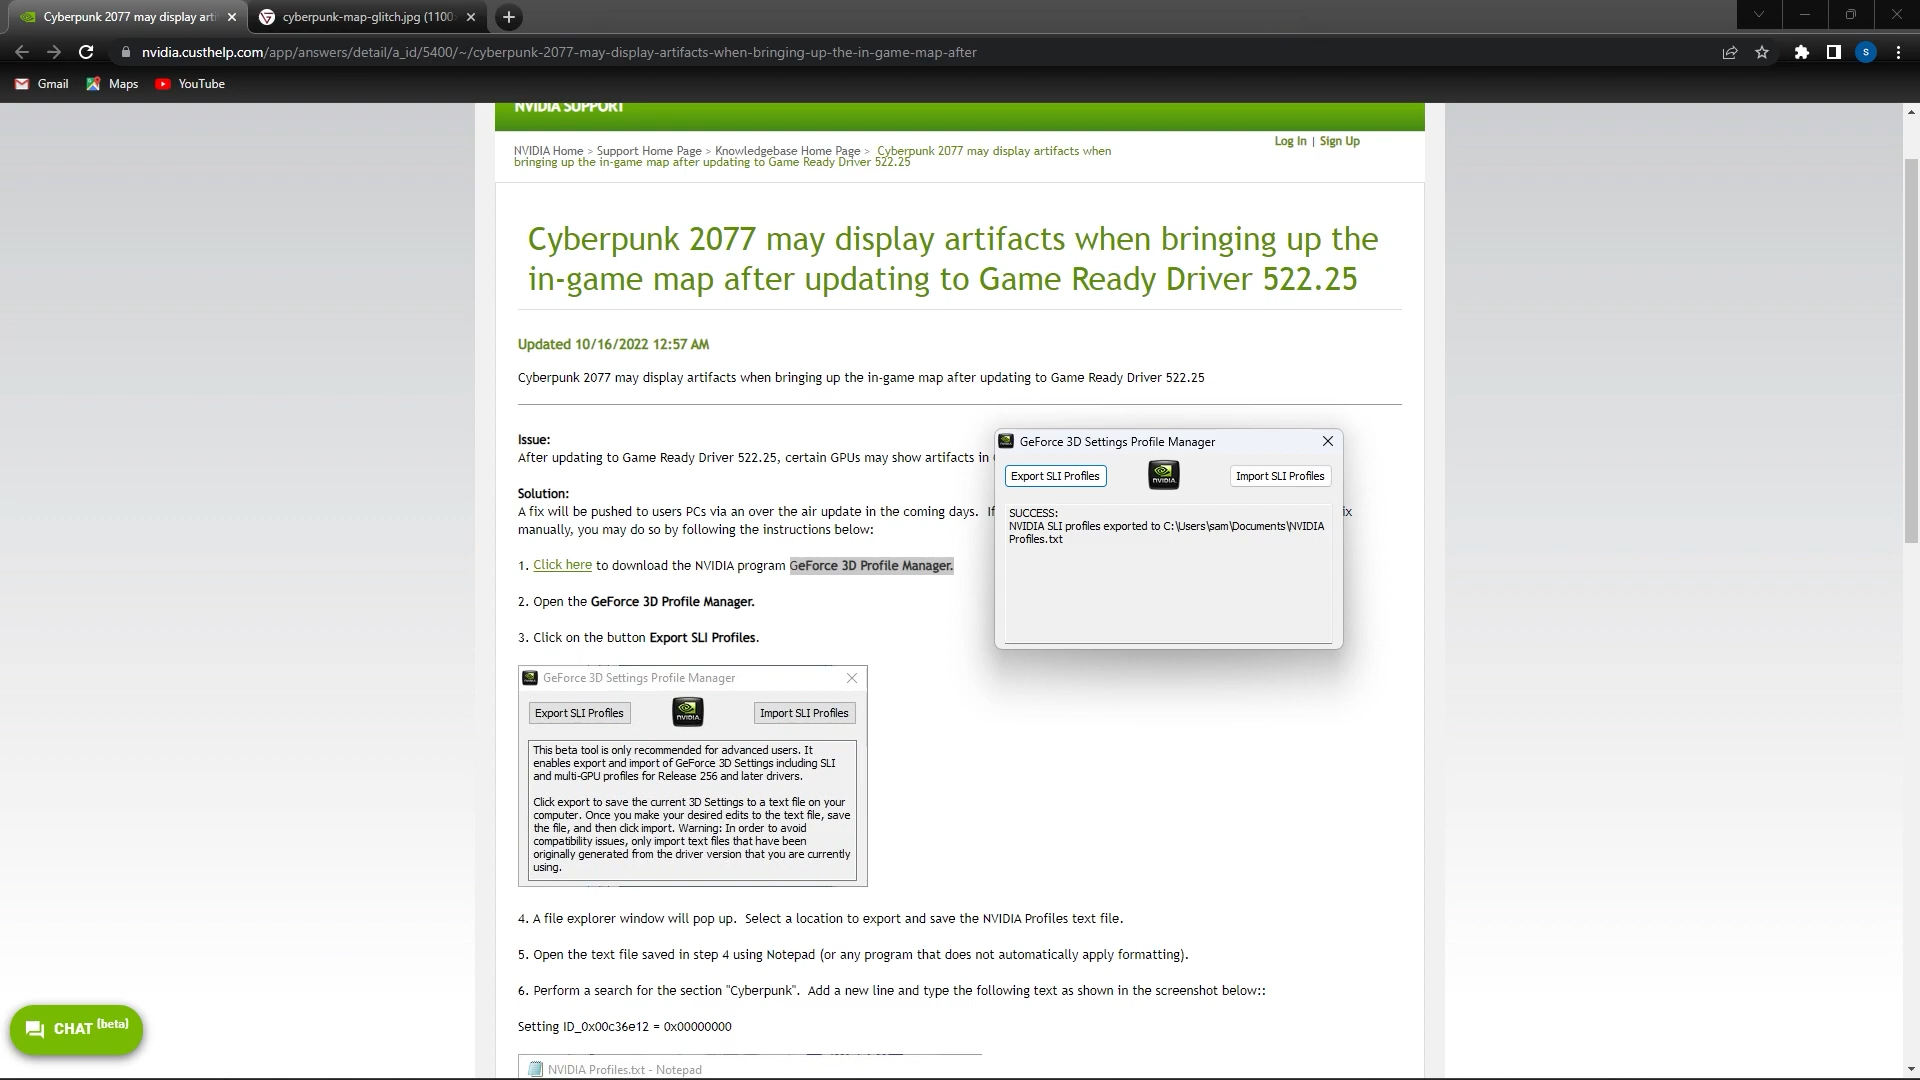 Cyberpunk 2077 may display arti
cyberpunk-map-glitch.jpg (1100
nvidia.custhelp.com/app/answers/detail/a_id/5400/~/cyberpunk-2077-may-display-artifacts-when-bringing-up-the-in-game-map-after
S
Gmail
Maps
YouTube
NVIDIA SUPPORT
Log In | Sign Up
NVIDIA Home > Support Home Page > Knowledgebase Home Page > Cyberpunk 2077 may display artifacts when
bringing up the in-game map after updating to Game Ready Driver 522.25
Cyberpunk 2077 may display artifacts when bringing up the
in-game map after updating to Game Ready Driver 522.25
Updated 10/16/2022 12:57 AM
Cyberpunk 2077 may display artifacts when bringing up the in-game map after updating to Game Ready Driver 522.25
Issue:
After updating to Game Ready Driver 522.25, certain GPUs may show artifacts in
Solution:
A fix will be pushed to users PCs via an over the air update in the coming days. If
ix
manually, you may do so by following the instructions below:
1. Click here to download the NVIDIA program GeForce 3D Profile Manager.
2. Open the GeForce 3D Profile Manager.
3. Click on the button Export SLI Profiles.
GeForce 3D Settings Profile Manager
Export SLI Profiles
NVIDIA
Import SLI Profiles
SUCCESS:
NVIDIA SLI profiles exported to C:\Users\sam\Documents\NVIDIA
Profiles.txt
GeForce 3D Settings Profile Manager
Export SLI Profiles
NVIDIA
Import SLI Profiles
This beta tool is only recommended for advanced users. It
enables export and import of GeForce 3D Settings including SLI
and multi-GPU profiles for Release 256 and later drivers.
Click export to save the current 3D Settings to a text file on your
computer. Once you make your desired edits to the text file, save
the file, and then click import. Warning: In order to avoid
compatibility issues, only import text files that have been
originally generated from the driver version that you are currently
using.
4. A file explorer window will pop up. Select a location to export and save the NVIDIA Profiles text file.
5. Open the text file saved in step 4 using Notepad (or any program that does not automatically apply formatting).
6. Perform a search for the section "Cyberpunk". Add a new line and type the following text as shown in the screenshot below::
Setting ID_0x00c36e12 = 0x00000000
NVIDIA Profiles.txt - Notepad
CHAT (beta)